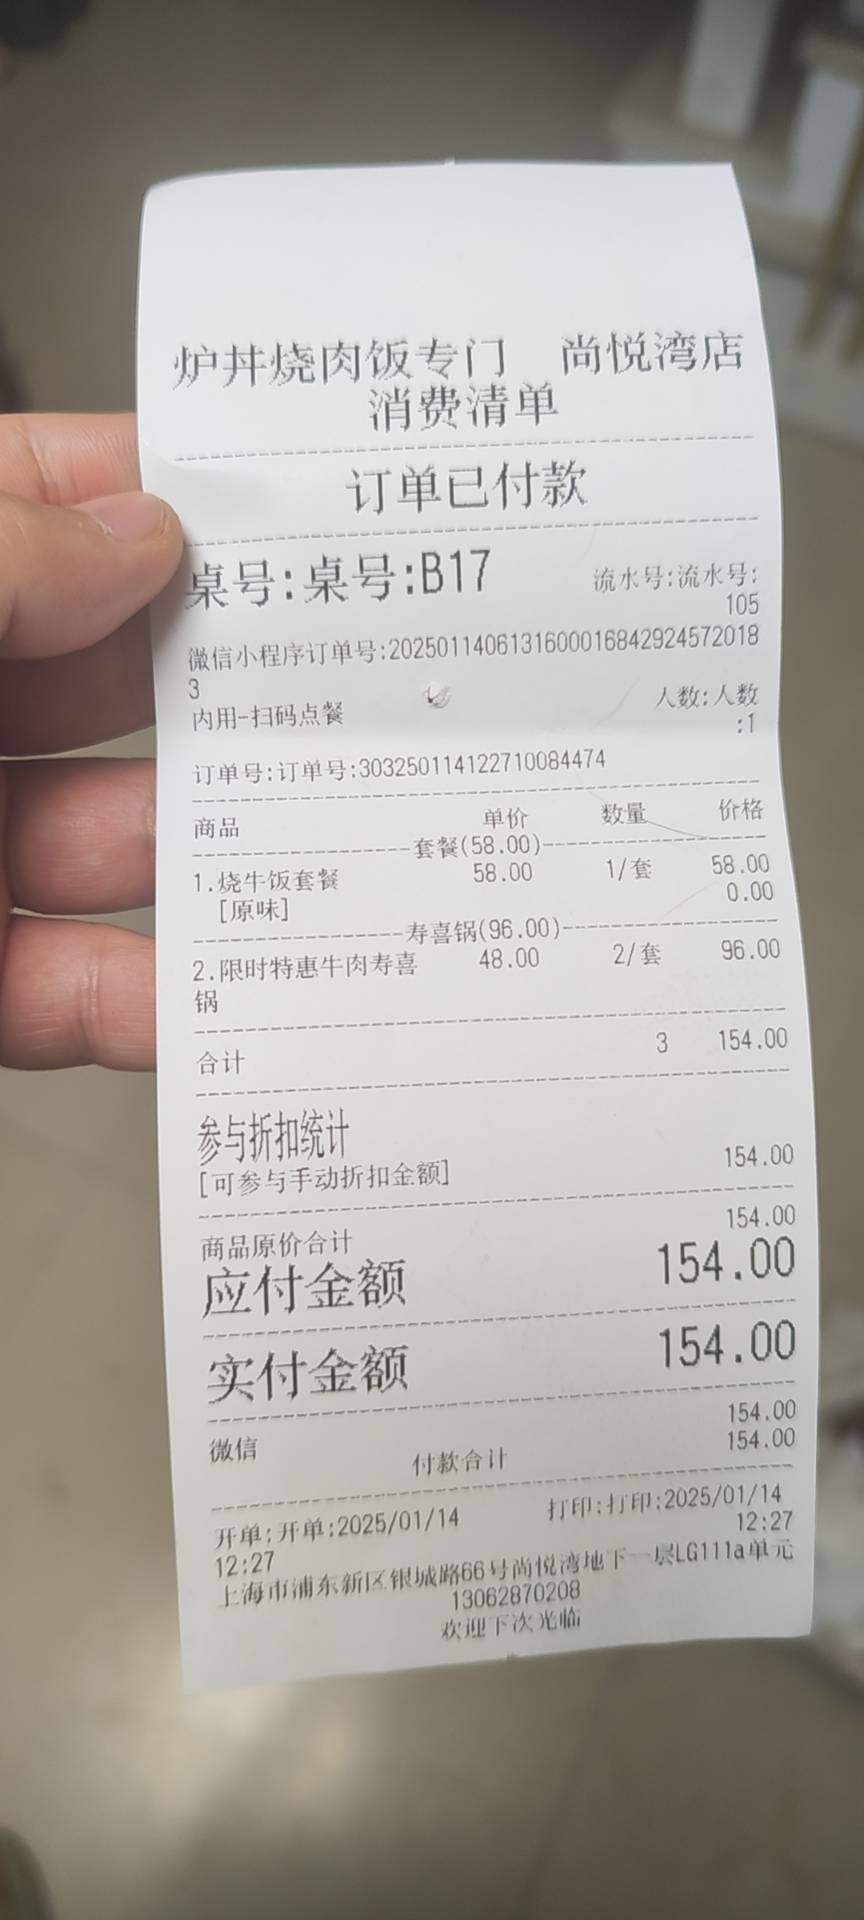 炉丼烧肉饭专门　尚悦湾店
消费清单
订单已付款
桌号:桌号:B17 流水号:流水号:
105
微信小程序订单号:2025011406131600016842924572018
3
内用-扫码点餐 人数:人数
:1
订单号:订单号:303250114122710084474
商品 单价 数量 价格
套餐(58.00)
1.烧牛饭套餐 58.00 1/套 58.00
[原味] 0.00
寿喜锅(96.00)
2.限时特惠牛肉寿喜 48.00 2/套 96.00
锅
合计 3 154.00
参与折扣统计
[可参与手动折扣金额] 154.00
商品原价合计 154.00
应付金额 154.00
实付金额 154.00
微信 154.00
付款合计 154.00
开单:开单:2025/01/14 打印:打印:2025/01/14
12:27 12:27
上海市浦东新区银城路66号尚悦湾地下一层LG111a单元
13062870208
欢迎下次光临